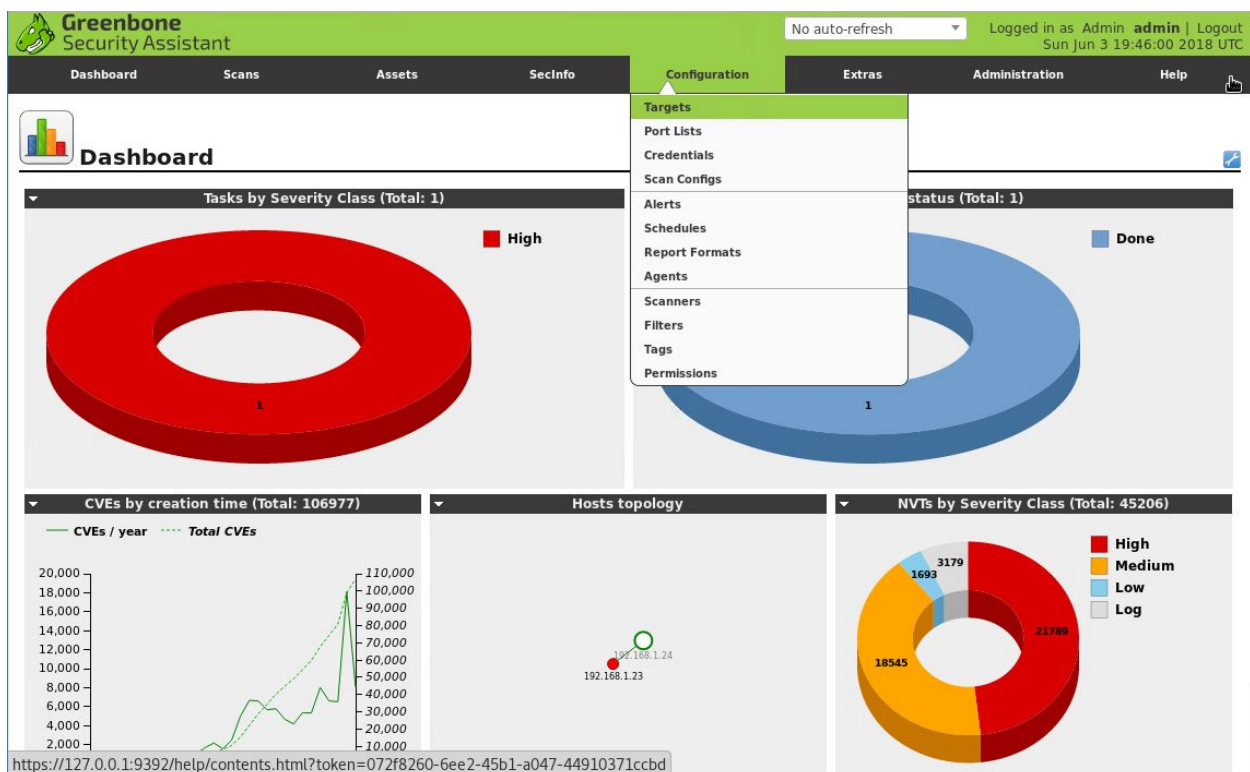 Greenbone
Security Assistant
No auto-refresh
Logged in as Admin admin | Logout
Sun Jun 3 19:46:00 2018 UTC
Dashboard Scans Assets SecInfo Configuration Extras Administration Help
Targets
Port Lists
Credentials
Scan Configs
Alerts
Schedules
Report Formats
Agents
Scanners
Filters
Tags
Permissions
Dashboard
Tasks by Severity Class (Total: 1)
High
1
status (Total: 1)
Done
1
CVEs by creation time (Total: 106977)
CVEs / year Total CVEs
20,000
18,000
16,000
14,000
12,000
10,000
8,000
6,000
4,000
2,000
110,000
100,000
90,000
80,000
70,000
60,000
50,000
40,000
30,000
20,000
10,000
Hosts topology
192.168.1.24
192.168.1.23
NVTs by Severity Class (Total: 45206)
High
Medium
Low
Log
3179
1693
21789
18545
https://127.0.0.1:9392/help/contents.html?token=072f8260-6ee2-45b1-a047-44910371ccbd